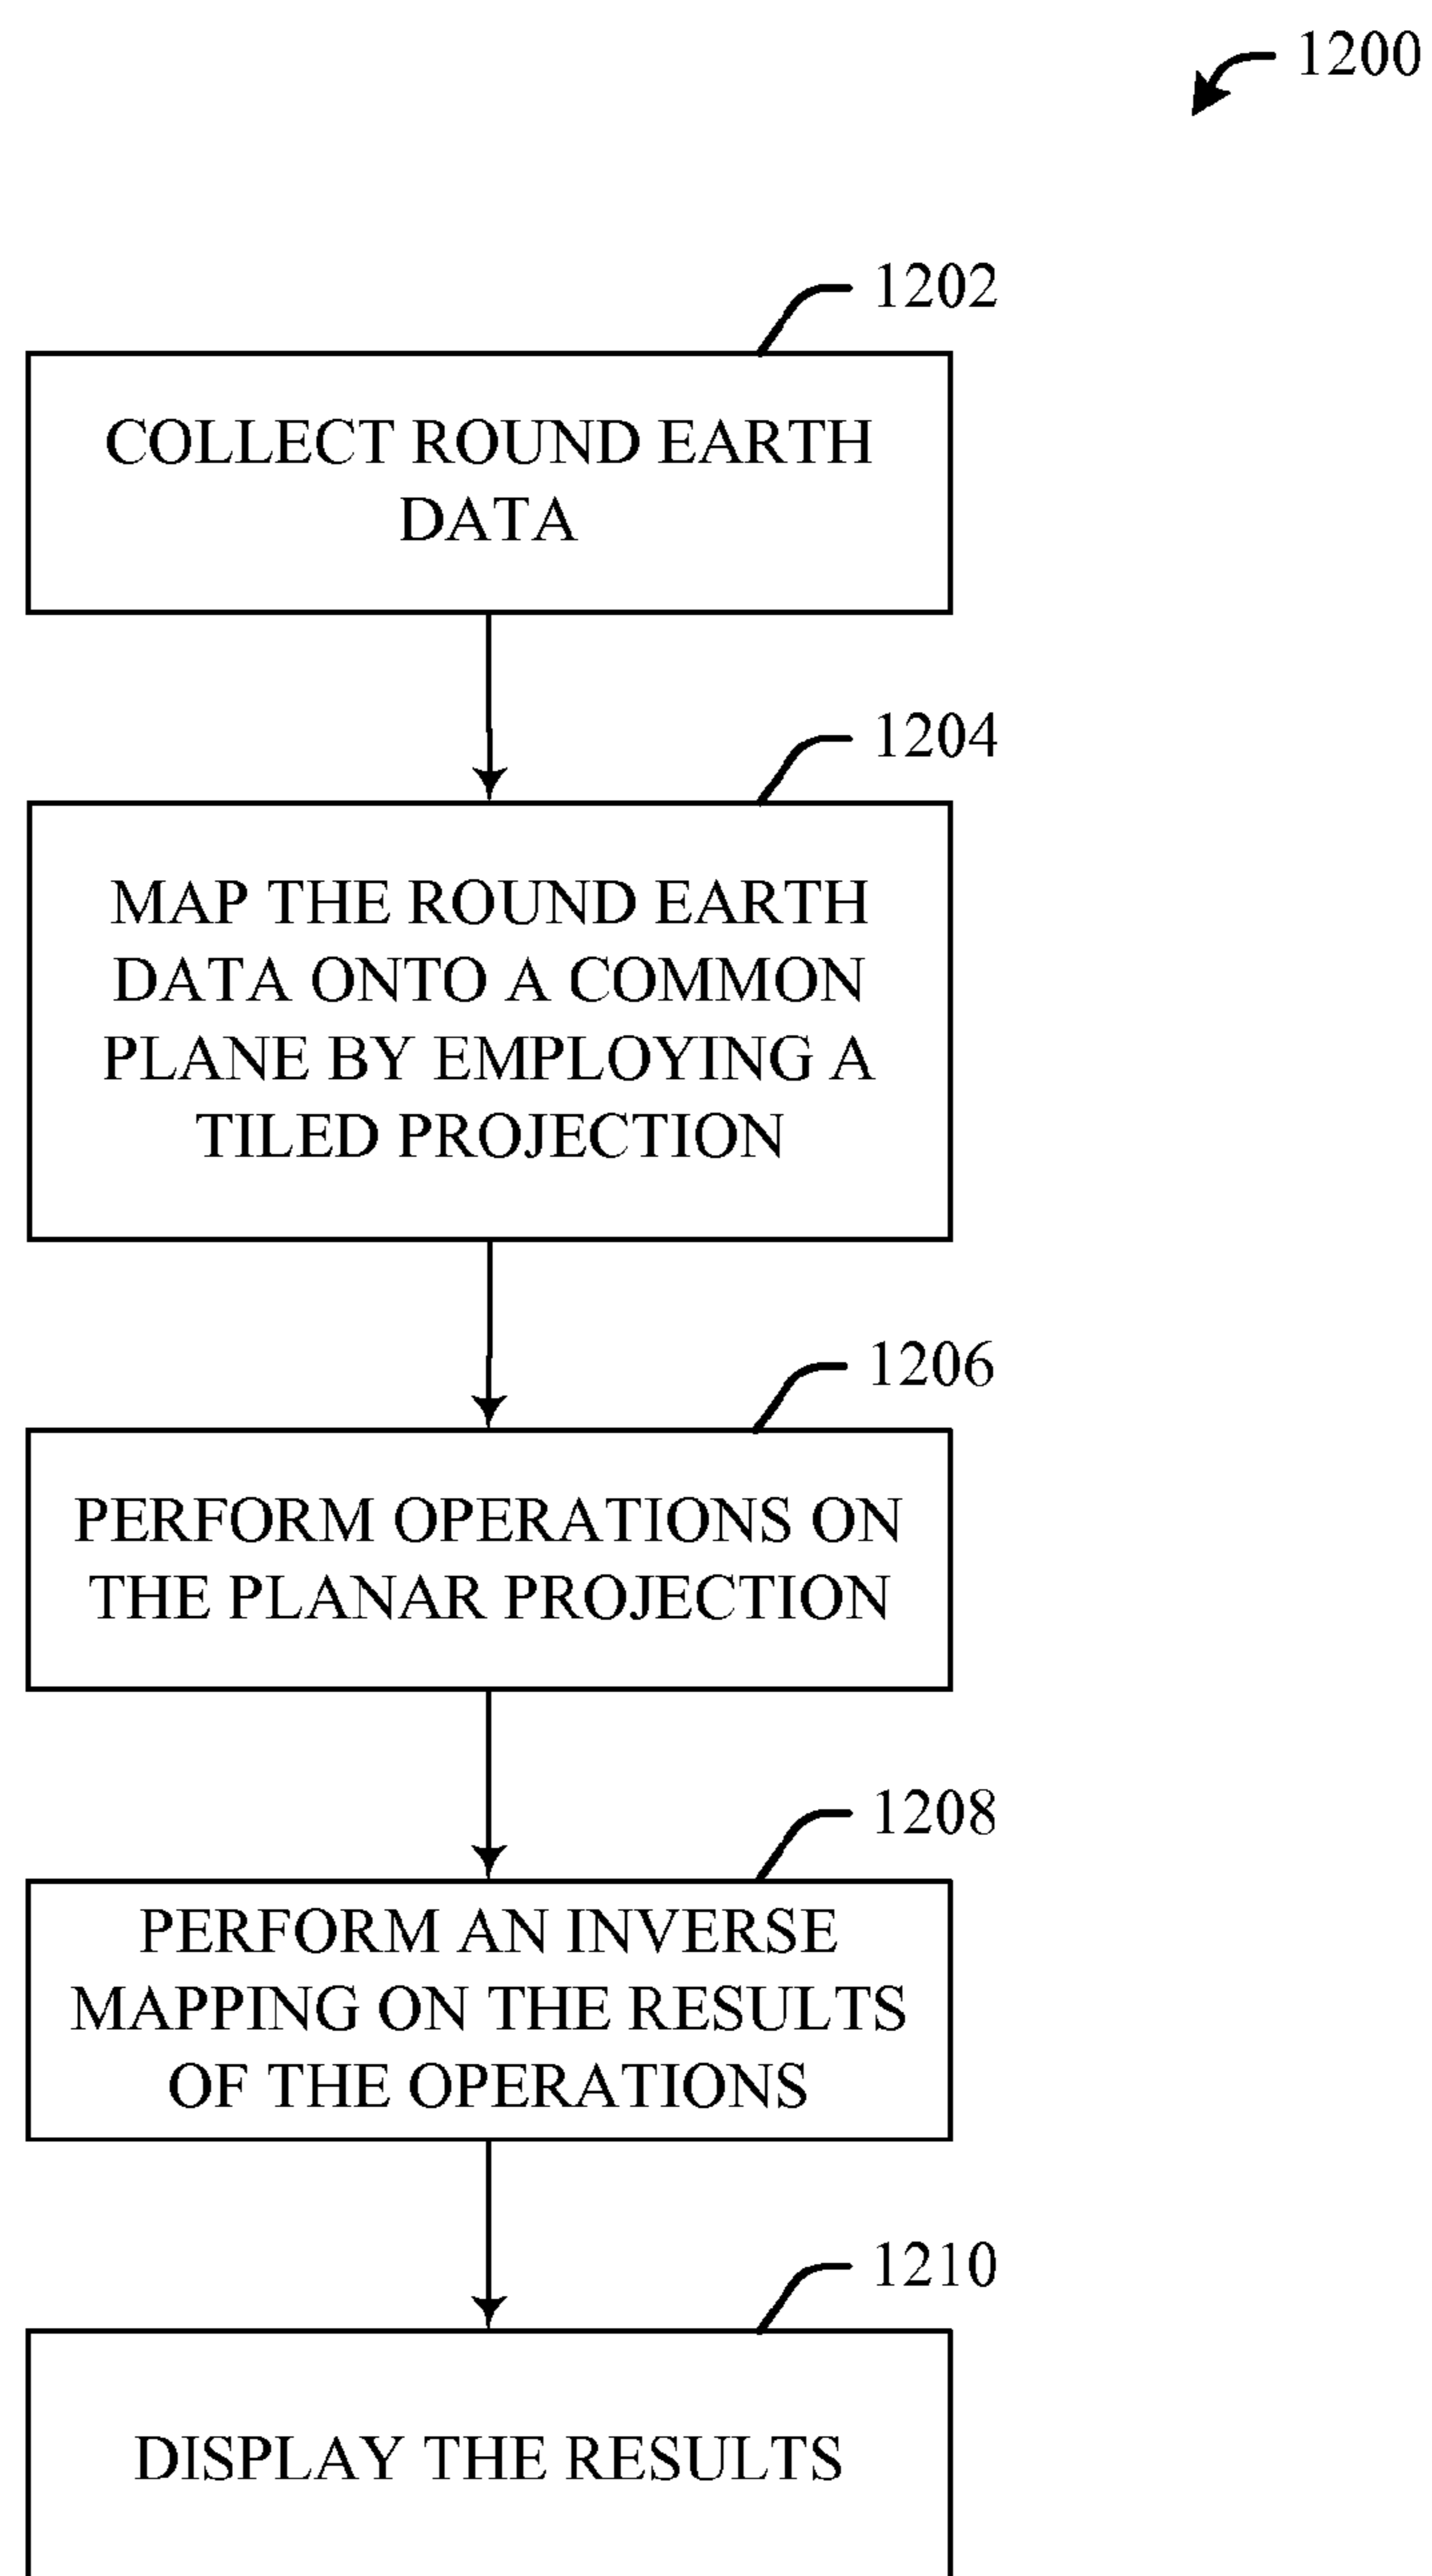 1200
1202
COLLECT ROUND EARTH
DATA
1204
MAP THE ROUND EARTH
DATA ONTO A COMMON
PLANE BY EMPLOYING A
TILED PROJECTION
1206
PERFORM OPERATIONS ON
THE PLANAR PROJECTION
1208
PERFORM AN INVERSE
MAPPING ON THE RESULTS
OF THE OPERATIONS
1210
DISPLAY THE RESULTS